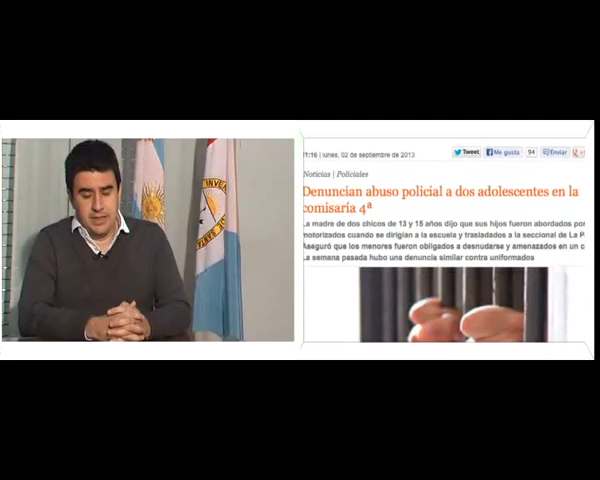 INVEN
1:16 | lunes, 02 de septiembre de 2013
Tweet
Me gusta
94
Enviar
Noticias | Policiales
Denuncian abuso policial a dos adolescentes en la
comisaría 4ª
La madre de dos chicos de 13 y 15 años dijo que sus hijos fueron abordados por
motorizados cuando se dirigían a la escuela y trasladados a la seccional de La P
Aseguró que los menores fueron obligados a desnudarse y amenazados en un c
La semana pasada hubo una denuncia similar contra uniformados